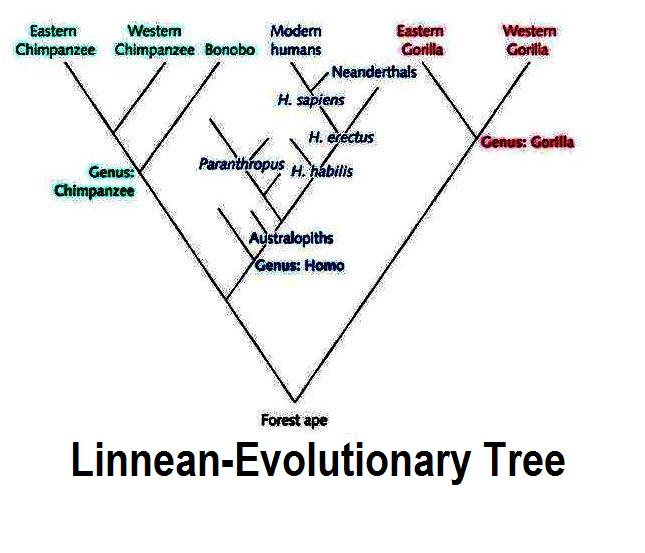 Eastern Chimpanzee
Western Chimpanzee
Bonobo
Modern humans
Eastern Gorilla
Western Gorilla
Neanderthals
H. sapiens
H. erectus
Genus: Gorilla
Paranthropus
H. habilis
Genus: Chimpanzee
Australopiths
Genus: Homo
Forest ape
Linnean-Evolutionary Tree